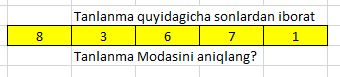 Tanlanma quyidagicha sonlardan iborat
8 3 6 7 1
Tanlanma Modasini aniqlang?